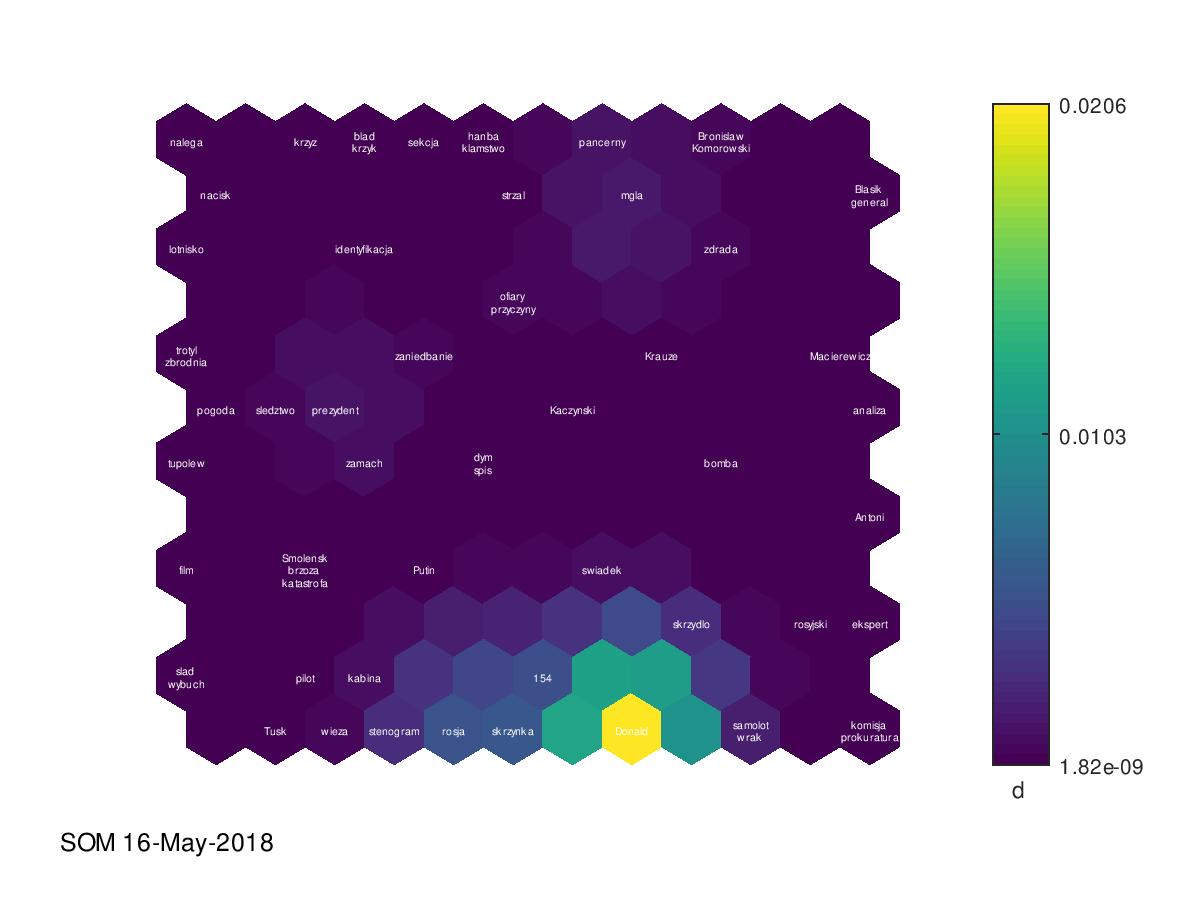 0.0206
nalega
krzyz
blad
krzyk
sekcja
hanba
klamstwo
pancerny
Bronislaw
Komorowski
nacisk
strzal
mgla
Blasik
general
lotnisko
identyfikacja
zdrada
ofiary
przyczyny
trotyl
zbrodnia
zaniedbanie
Krauze
Macierewicz
pogoda
sledztwo
prezydent
Kaczynski
analiza
0.0103
tupolew
zamach
dym
spis
bomba
Antoni
film
Smolensk
brzoza
katastrofa
Putin
swiadek
skrzydlo
rosyjski
ekspert
slad
wybuch
pilot
kabina
154
Tusk
wieza
stenogram
rosja
skrzynka
Donald
samolot
wrak
komisja
prokuratura
1.82e-09
d
SOM 16-May-2018